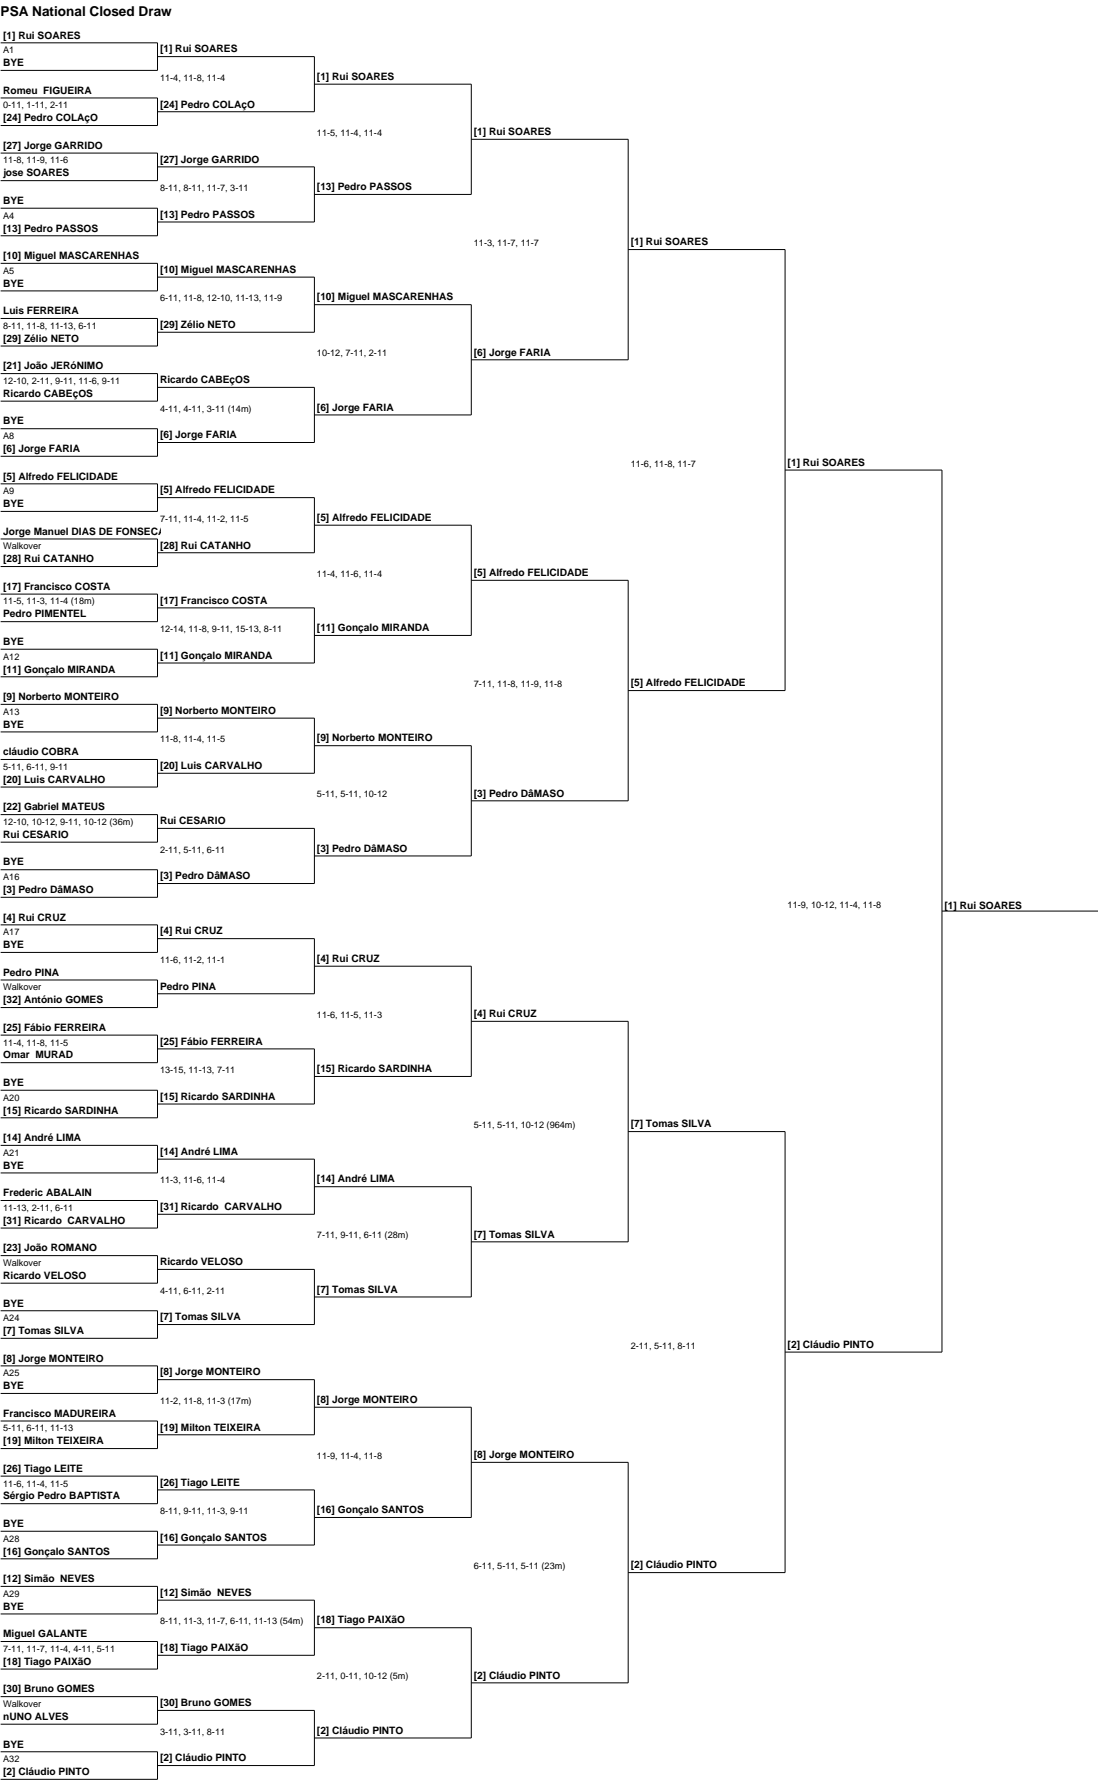 PSA National Closed Draw
[1] Rui SOARES
A1
BYE
[1] Rui SOARES
11-4, 11-8, 11-4
[1] Rui SOARES
Romeu  FIGUEIRA
0-11, 1-11, 2-11
[24] Pedro COLAçO
[24] Pedro COLAçO
11-5, 11-4, 11-4
[1] Rui SOARES
[27] Jorge GARRIDO
11-8, 11-9, 11-6
jose SOARES
[27] Jorge GARRIDO
8-11, 8-11, 11-7, 3-11
[13] Pedro PASSOS
BYE
A4
[13] Pedro PASSOS
[13] Pedro PASSOS
11-3, 11-7, 11-7
[1] Rui SOARES
[10] Miguel MASCARENHAS
A5
BYE
[10] Miguel MASCARENHAS
6-11, 11-8, 12-10, 11-13, 11-9
[10] Miguel MASCARENHAS
Luis FERREIRA
8-11, 11-8, 11-13, 6-11
[29] Zélio NETO
[29] Zélio NETO
10-12, 7-11, 2-11
[6] Jorge FARIA
[21] João JERóNIMO
12-10, 2-11, 9-11, 11-6, 9-11
Ricardo CABEçOS
Ricardo CABEçOS
4-11, 4-11, 3-11 (14m)
[6] Jorge FARIA
BYE
A8
[6] Jorge FARIA
[6] Jorge FARIA
11-6, 11-8, 11-7
[1] Rui SOARES
[5] Alfredo FELICIDADE
A9
BYE
[5] Alfredo FELICIDADE
7-11, 11-4, 11-2, 11-5
[5] Alfredo FELICIDADE
Jorge Manuel DIAS DE FONSECA
Walkover
[28] Rui CATANHO
[28] Rui CATANHO
11-4, 11-6, 11-4
[5] Alfredo FELICIDADE
[17] Francisco COSTA
11-5, 11-3, 11-4 (18m)
Pedro PIMENTEL
[17] Francisco COSTA
12-14, 11-8, 9-11, 15-13, 8-11
[11] Gonçalo MIRANDA
BYE
A12
[11] Gonçalo MIRANDA
[11] Gonçalo MIRANDA
7-11, 11-8, 11-9, 11-8
[5] Alfredo FELICIDADE
[9] Norberto MONTEIRO
A13
BYE
[9] Norberto MONTEIRO
11-8, 11-4, 11-5
[9] Norberto MONTEIRO
cláudio COBRA
5-11, 6-11, 9-11
[20] Luis CARVALHO
[20] Luis CARVALHO
5-11, 5-11, 10-12
[3] Pedro DâMASO
[22] Gabriel MATEUS
12-10, 10-12, 9-11, 10-12 (36m)
Rui CESARIO
Rui CESARIO
2-11, 5-11, 6-11
[3] Pedro DâMASO
BYE
A16
[3] Pedro DâMASO
[3] Pedro DâMASO
11-9, 10-12, 11-4, 11-8
[1] Rui SOARES
[4] Rui CRUZ
A17
BYE
[4] Rui CRUZ
11-6, 11-2, 11-1
[4] Rui CRUZ
Pedro PINA
Walkover
[32] António GOMES
Pedro PINA
11-6, 11-5, 11-3
[4] Rui CRUZ
[25] Fábio FERREIRA
11-4, 11-8, 11-5
Omar  MURAD
[25] Fábio FERREIRA
13-15, 11-13, 7-11
[15] Ricardo SARDINHA
BYE
A20
[15] Ricardo SARDINHA
[15] Ricardo SARDINHA
5-11, 5-11, 10-12 (964m)
[7] Tomas SILVA
[14] André LIMA
A21
BYE
[14] André LIMA
11-3, 11-6, 11-4
[14] André LIMA
Frederic ABALAIN
11-13, 2-11, 6-11
[31] Ricardo  CARVALHO
[31] Ricardo  CARVALHO
7-11, 9-11, 6-11 (28m)
[7] Tomas SILVA
[23] João ROMANO
Walkover
Ricardo VELOSO
Ricardo VELOSO
4-11, 6-11, 2-11
[7] Tomas SILVA
BYE
A24
[7] Tomas SILVA
[7] Tomas SILVA
2-11, 5-11, 8-11
[2] Cláudio PINTO
[8] Jorge MONTEIRO
A25
BYE
[8] Jorge MONTEIRO
11-2, 11-8, 11-3 (17m)
[8] Jorge MONTEIRO
Francisco MADUREIRA
5-11, 6-11, 11-13
[19] Milton TEIXEIRA
[19] Milton TEIXEIRA
11-9, 11-4, 11-8
[8] Jorge MONTEIRO
[26] Tiago LEITE
11-6, 11-4, 11-5
Sérgio Pedro BAPTISTA
[26] Tiago LEITE
8-11, 9-11, 11-3, 9-11
[16] Gonçalo SANTOS
BYE
A28
[16] Gonçalo SANTOS
[16] Gonçalo SANTOS
6-11, 5-11, 5-11 (23m)
[2] Cláudio PINTO
[12] Simão  NEVES
A29
BYE
[12] Simão  NEVES
8-11, 11-3, 11-7, 6-11, 11-13 (54m)
[18] Tiago PAIXãO
Miguel GALANTE
7-11, 11-7, 11-4, 4-11, 5-11
[18] Tiago PAIXãO
[18] Tiago PAIXãO
2-11, 0-11, 10-12 (5m)
[2] Cláudio PINTO
[30] Bruno GOMES
Walkover
nUNO ALVES
[30] Bruno GOMES
3-11, 3-11, 8-11
[2] Cláudio PINTO
BYE
A32
[2] Cláudio PINTO
[2] Cláudio PINTO